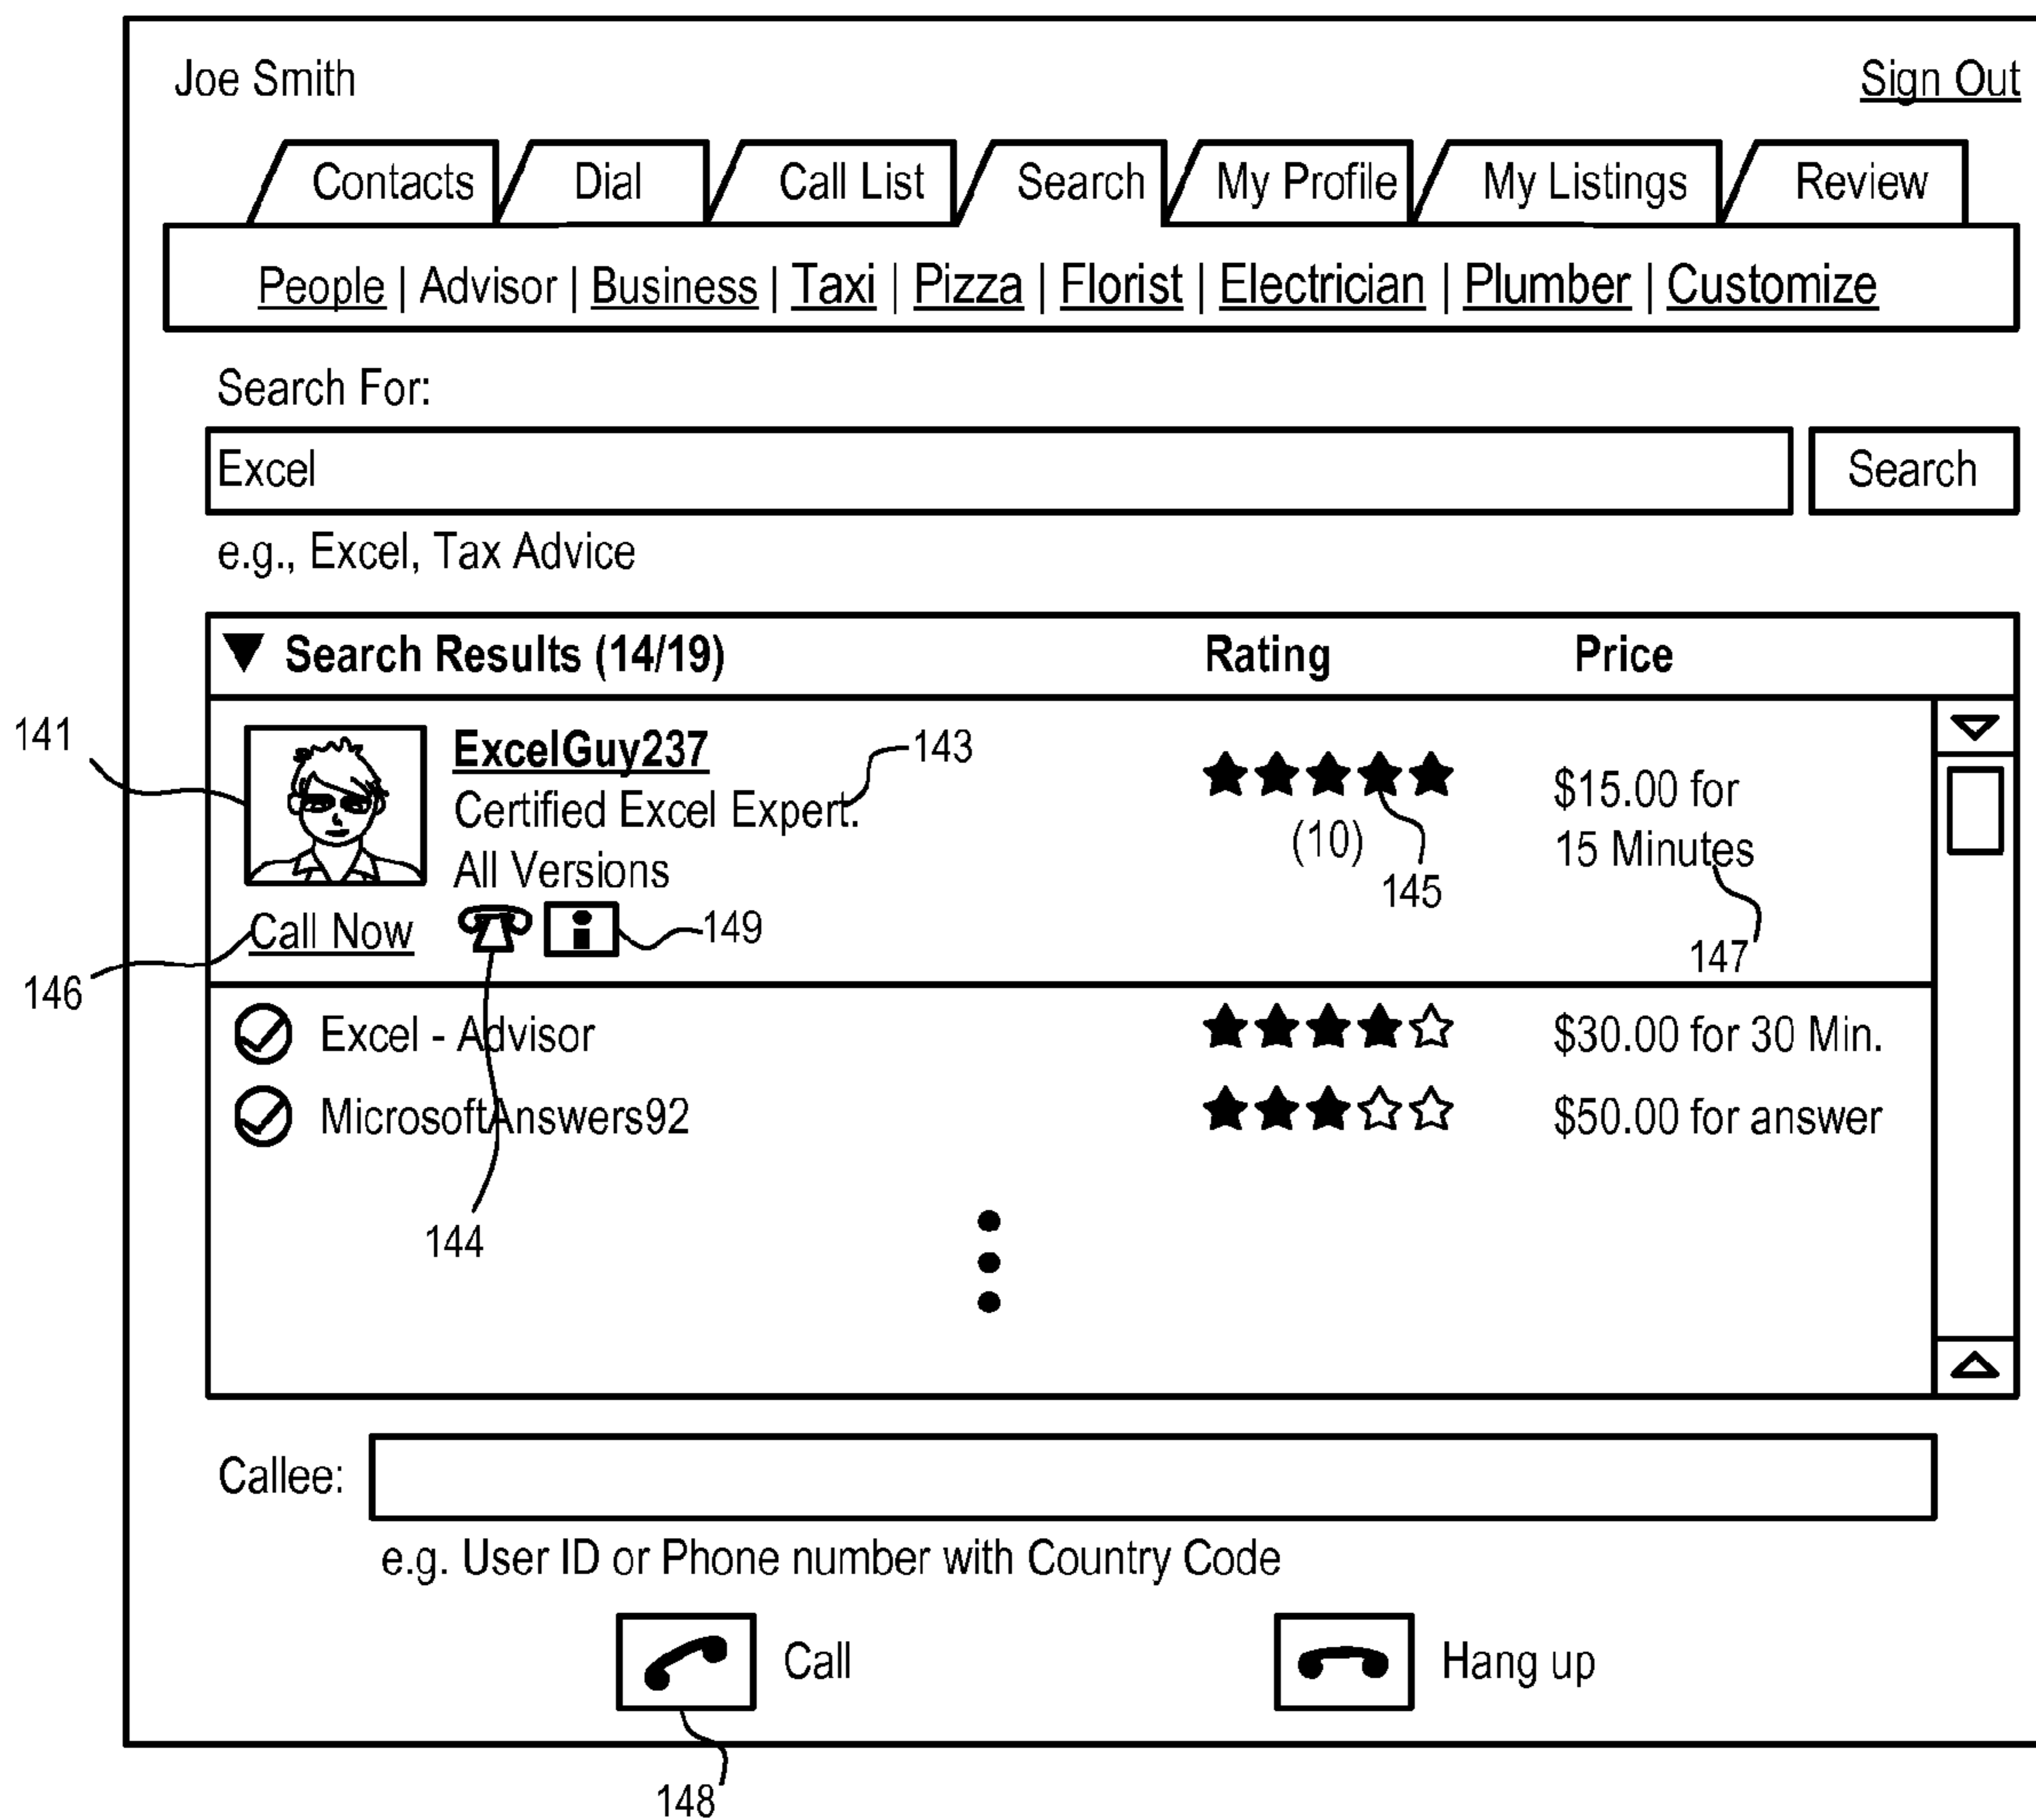 Joe Smith Sign Out
Contacts Dial Call List Search My Profile My Listings Review
People | Advisor | Business | Taxi | Pizza | Florist | Electrician | Plumber | Customize
Search For:
Excel Search
e.g., Excel, Tax Advice
Search Results (14/19) Rating Price
141 ExcelGuy237 143
Certified Excel Expert. $15.00 for
(10) 15 Minutes
All Versions 145
Call Now 149 147
146
Excel - Advisor $30.00 for 30 Min.
MicrosoftAnswers92 $50.00 for answer
144
Callee:
e.g. User ID or Phone number with Country Code
Call Hang up
148